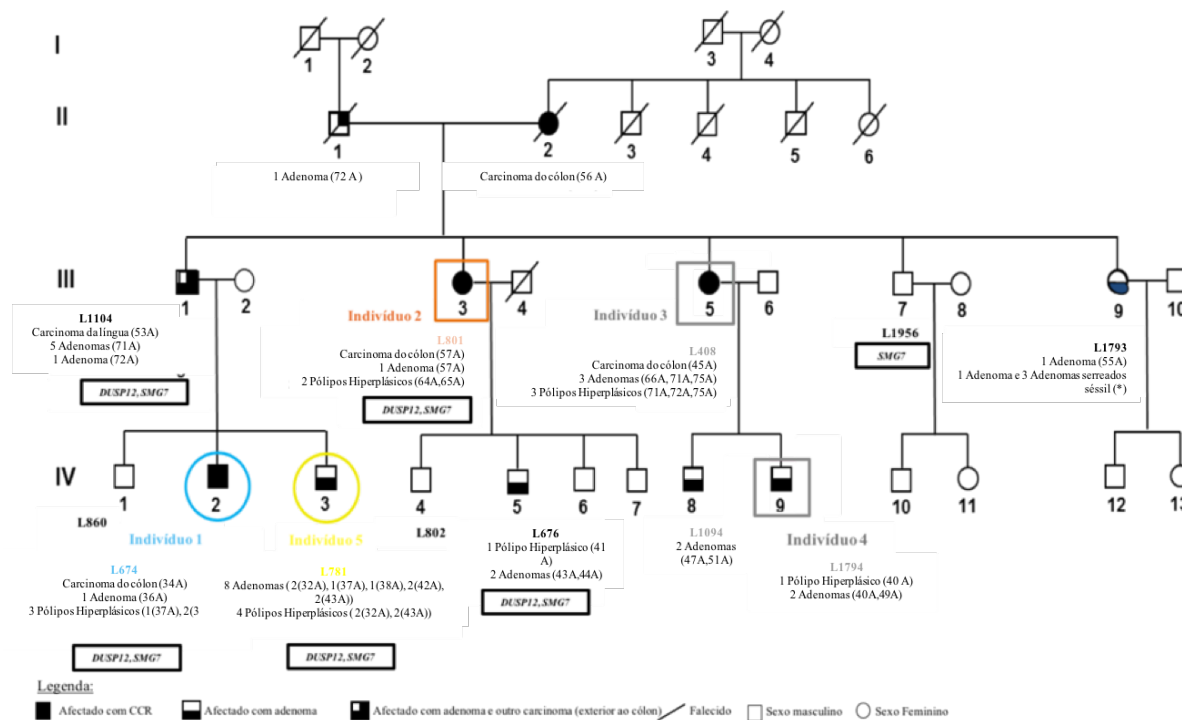 I
1 2 3 4
II
1 2 3 4 5 6
1 Adenoma (72 A)
Carcinoma do cólon (56 A)
III
1 2 3 4 5 6 7 8 9 10
L1104
Carcinoma da língua (53A)
5 Adenomas (71A)
1 Adenoma (72A)
DUSP12, SMG7
Indivíduo 2
L801
Carcinoma do cólon (57A)
1 Adenoma (57A)
2 Pólipos Hiperplásicos (64A, 65A)
DUSP12, SMG7
Indivíduo 3
L408
Carcinoma do cólon (45A)
3 Adenomas (66A, 71A, 75A)
3 Pólipos Hiperplásicos (71A, 72A, 75A)
L1956
SMG7
L1793
1 Adenoma (55A)
1 Adenoma e 3 Adenomas serreados
séssil (*)
IV
1 2 3 4 5 6 7 8 9 10 11 12 13
L860
Indivíduo 1
L674
Carcinoma do cólon (34A)
1 Adenoma (36A)
3 Pólipos Hiperplásicos (1(37A), 2(3
DUSP12, SMG7
Indivíduo 5
L781
8 Adenomas (2(32A), 1(37A), 1(38A), 2(42A),
2(43A))
4 Pólipos Hiperplásicos (2(32A), 2(43A))
DUSP12, SMG7
L802
L676
1 Pólipo Hiperplásico (41
A)
2 Adenomas (43A, 44A)
DUSP12, SMG7
L1094
2 Adenomas
(47A, 51A)
Indivíduo 4
L1794
1 Pólipo Hiperplásico (40 A)
2 Adenomas (40A, 49A)
Legenda:
Afectado com CCR Afectado com adenoma Afectado com adenoma e outro carcinoma (exterior ao cólon) Falecido Sexo masculino Sexo Feminino